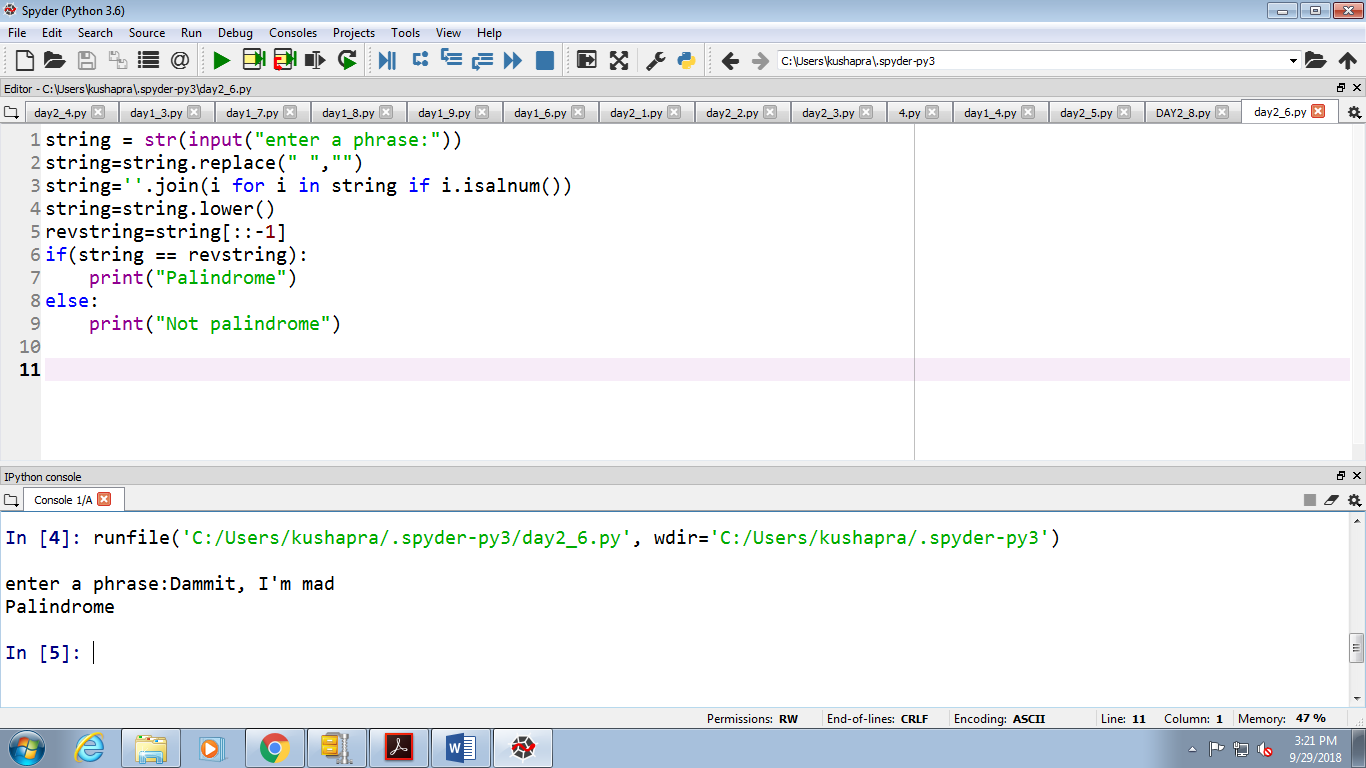 Spyder (Python 3.6)
File Edit Search Source Run Debug Consoles Projects Tools View Help
C:\Users\kushapra\.spyder-py3
Editor - C:\Users\kushapra\.spyder-py3\day2_6.py
day2_4.py day1_3.py day1_7.py day1_8.py day1_9.py day1_6.py day2_1.py day2_2.py day2_3.py 4.py day1_4.py day2_5.py DAY2_8.py day2_6.py
1 string = str(input("enter a phrase:"))
2 string=string.replace(" ","")
3 string=''.join(i for i in string if i.isalnum())
4 string=string.lower()
5 revstring=string[::-1]
6 if(string == revstring):
7     print("Palindrome")
8 else:
9     print("Not palindrome")
10
11
IPython console
Console 1/A
In [4]: runfile('C:/Users/kushapra/.spyder-py3/day2_6.py', wdir='C:/Users/kushapra/.spyder-py3')
enter a phrase:Dammit, I'm mad
Palindrome
In [5]:
Permissions: RW End-of-lines: CRLF Encoding: ASCII Line: 11 Column: 1 Memory: 47 %
3:21 PM
9/29/2018